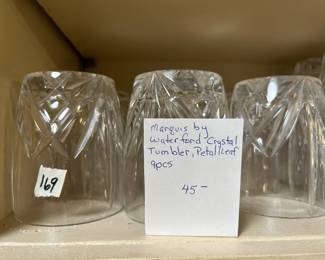 Marquis by
Waterford Crystal
Tumbler, Petal Leaf
9pcs
45-
169